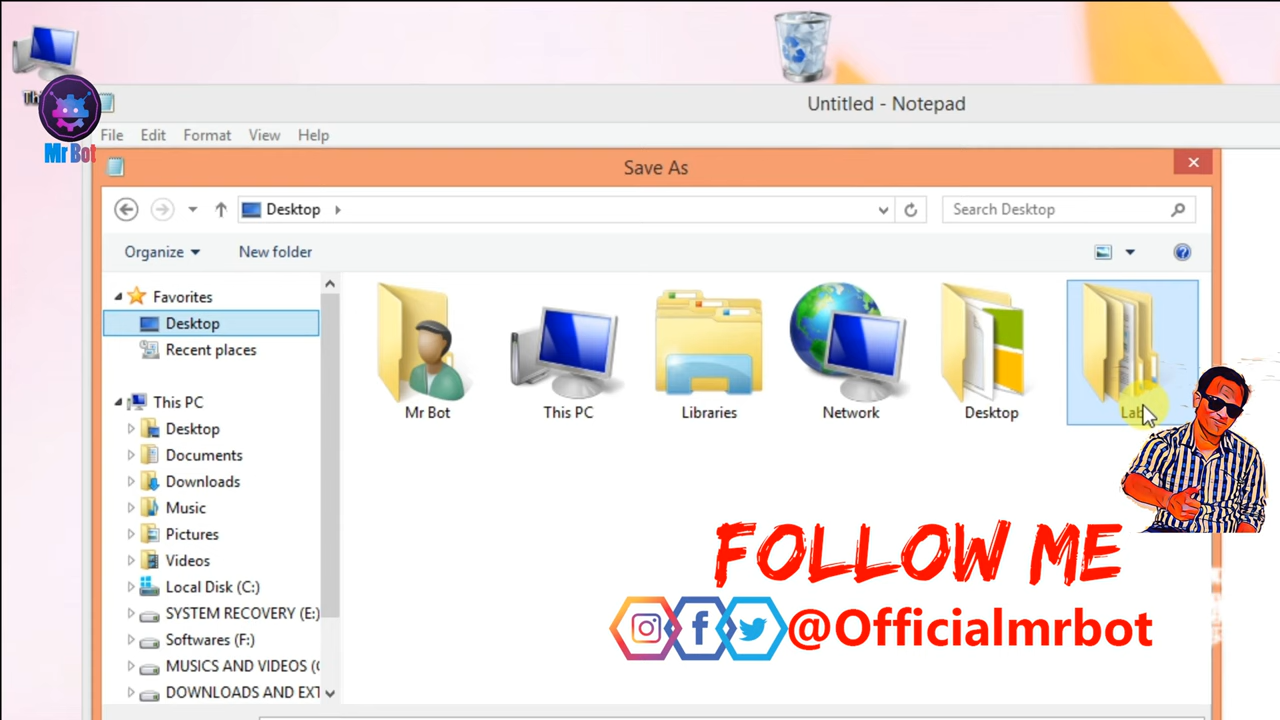 Th
Mr Bot
Untitled - Notepad
File Edit Format View Help
Save As
Desktop
Search Desktop
Organize New folder
Favorites
Desktop
Recent places
This PC
Desktop
Documents
Downloads
Music
Pictures
Videos
Local Disk (C:)
SYSTEM RECOVERY (E:)
Softwares (F:)
MUSICS AND VIDEOS (
DOWNLOADS AND EXT
Mr Bot This PC Libraries Network Desktop Lab
FOLLOW ME
@Officialmrbot